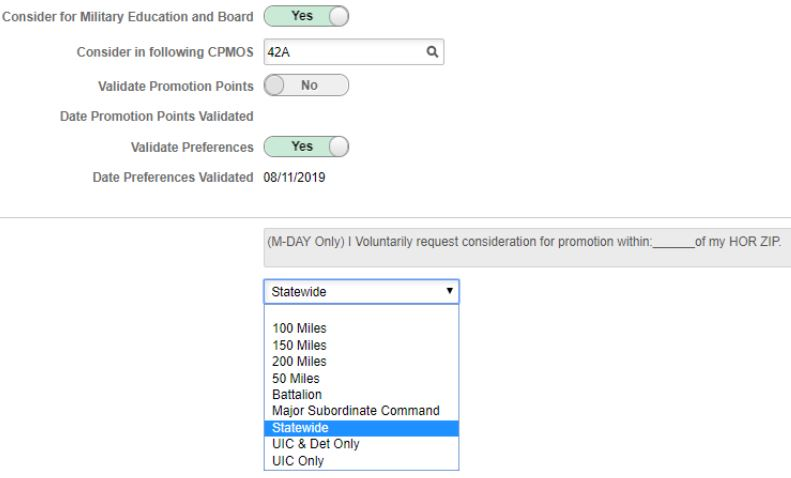 Consider for Military Education and Board Yes
Consider in following CPMOS 42A
Validate Promotion Points No
Date Promotion Points Validated
Validate Preferences Yes
Date Preferences Validated 08/11/2019
(M-DAY Only) I Voluntarily request consideration for promotion within:______of my HOR ZIP.
Statewide
100 Miles
150 Miles
200 Miles
50 Miles
Battalion
Major Subordinate Command
Statewide
UIC & Det Only
UIC Only